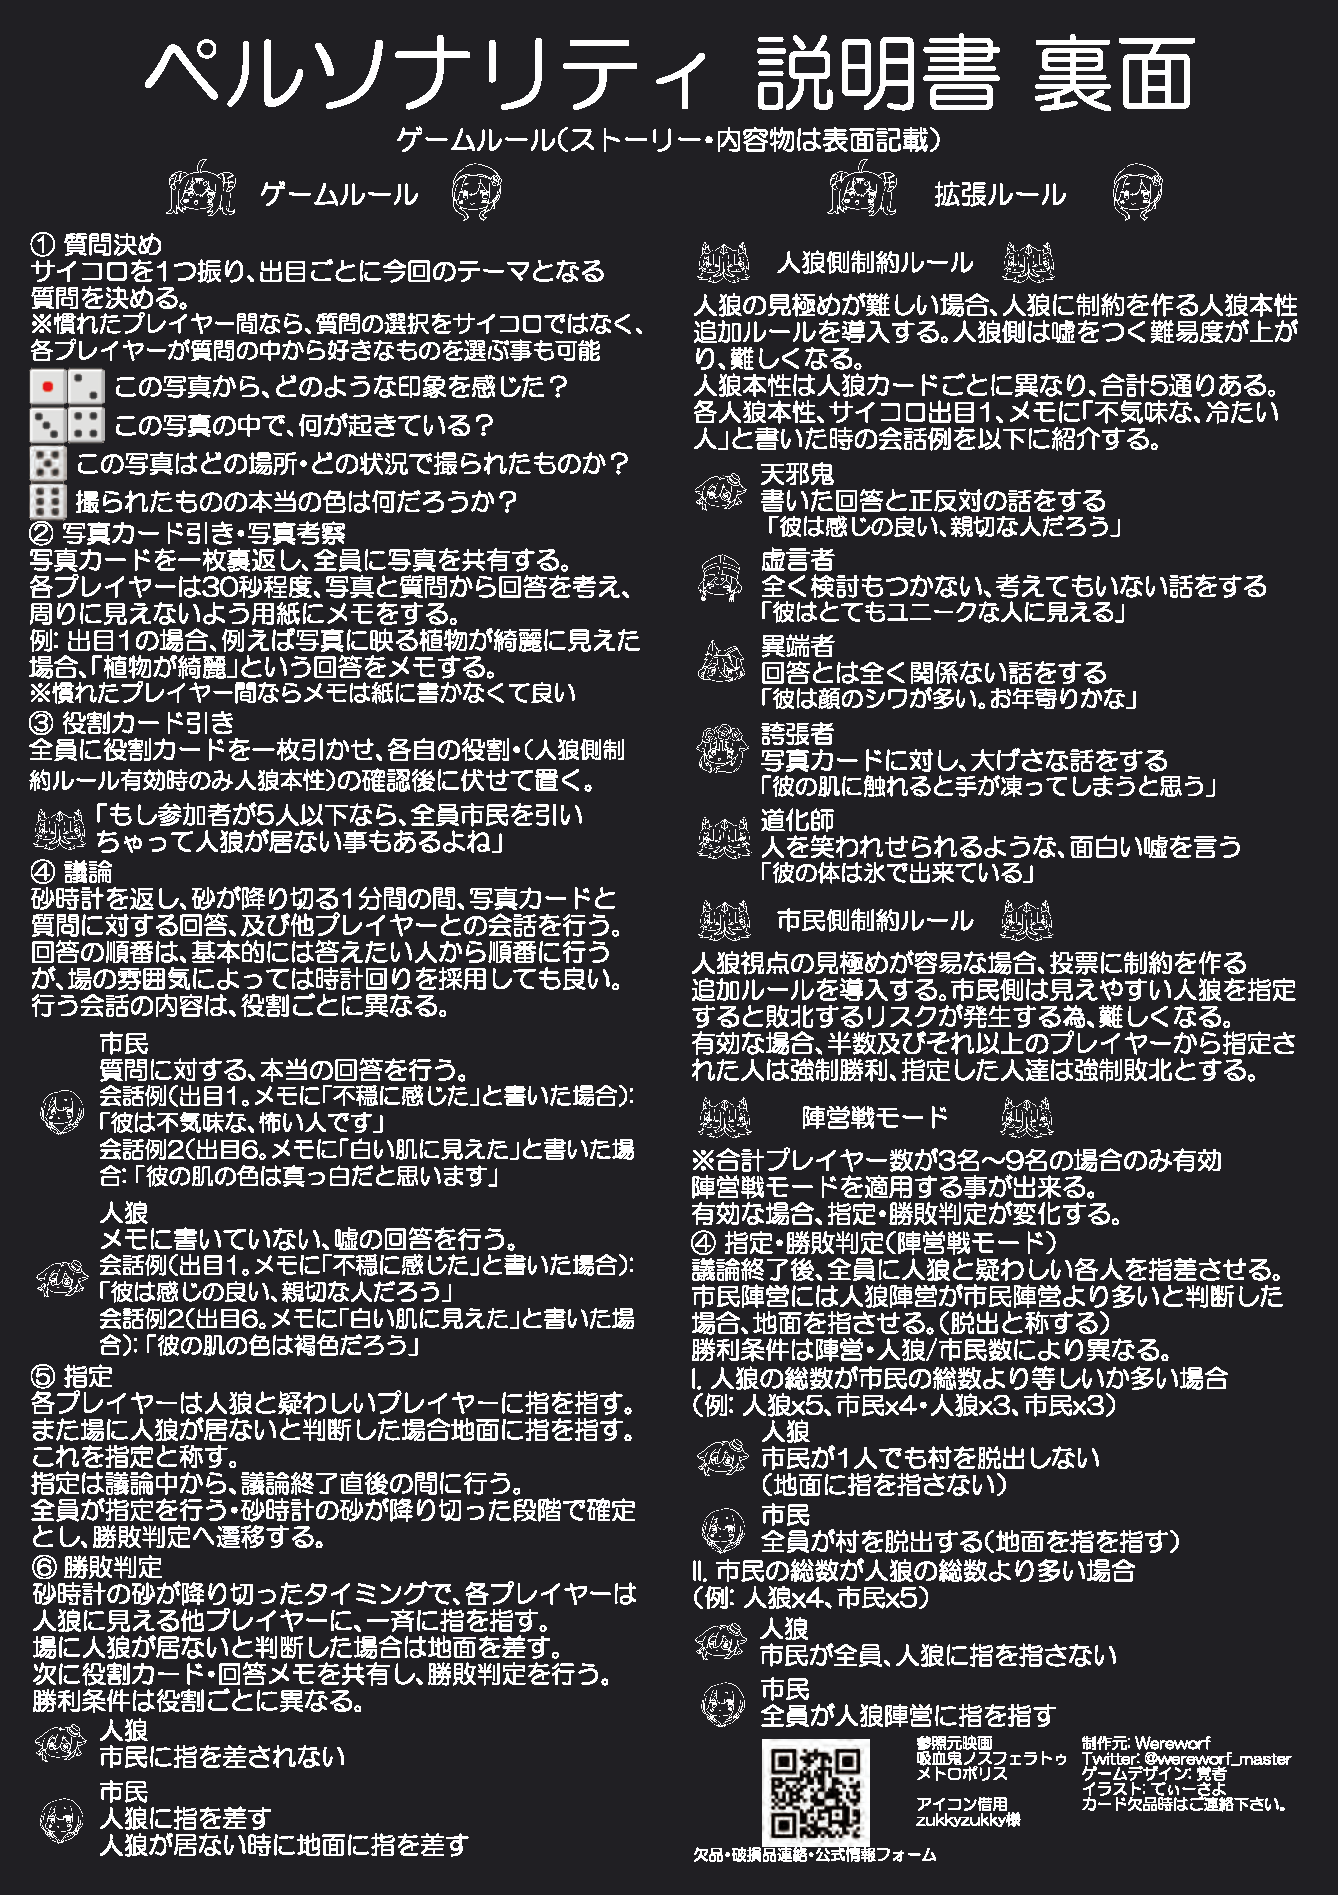 ペルソナリティ 説明書 裏面
ゲームルール(ストーリー・内容物は表面記載)
ゲームルール
① 質問決め
サイコロを1つ振り、出目ごとに今回のテーマとなる
質問を決める。
※慣れたプレイヤー間なら、質問の選択をサイコロではなく、
各プレイヤーが質問の中から好きなものを選ぶ事も可能
この写真から、どのような印象を感じた?
この写真の中で、何が起きている?
この写真はどの場所・どの状況で撮られたものか?
撮られたものの本当の色は何だろうか?
② 写真カード引き・写真考察
写真カードを一枚裏返し、全員に写真を共有する。
各プレイヤーは30秒程度、写真と質問から回答を考え、
周りに見えないよう用紙にメモをする。
例: 出目1の場合、例えば写真に映る植物が綺麗に見えた
場合、「植物が綺麗」という回答をメモする。
※慣れたプレイヤー間ならメモは紙に書かなくて良い
③ 役割カード引き
全員に役割カードを一枚引かせ、各自の役割・(人狼側制
約ルール有効時のみ人狼本性)の確認後に伏せて置く。
「もし参加者が5人以下なら、全員市民を引い
ちゃって人狼が居ない事もあるよね」
④ 議論
砂時計を返し、砂が降り切る1分間の間、写真カードと
質問に対する回答、及び他プレイヤーとの会話を行う。
回答の順番は、基本的には答えたい人から順番に行う
が、場の雰囲気によっては時計回りを採用しても良い。
行う会話の内容は、役割ごとに異なる。
市民
質問に対する、本当の回答を行う。
会話例(出目1。メモに「不穏に感じた」と書いた場合):
「彼は不気味な、怖い人です」
会話例2(出目6。メモに「白い肌に見えた」と書いた場
合:「彼の肌の色は真っ白だと思います」
人狼
メモに書いていない、嘘の回答を行う。
会話例(出目1。メモに「不穏に感じた」と書いた場合):
「彼は感じの良い、親切な人だろう」
会話例2(出目6。メモに「白い肌に見えた」と書いた場
合):「彼の肌の色は褐色だろう」
⑤ 指定
各プレイヤーは人狼と疑わしいプレイヤーに指を指す。
また場に人狼が居ないと判断した場合地面に指を指す。
これを指定と称す。
指定は議論中から、議論終了直後の間に行う。
全員が指定を行う・砂時計の砂が降り切った段階で確定
とし、勝敗判定へ遷移する。
⑥ 勝敗判定
砂時計の砂が降り切ったタイミングで、各プレイヤーは
人狼に見える他プレイヤーに、一斉に指を指す。
場に人狼が居ないと判断した場合は地面を差す。
次に役割カード・回答メモを共有し、勝敗判定を行う。
勝利条件は役割ごとに異なる。
人狼
市民に指を差されない
市民
人狼に指を差す
人狼が居ない時に地面に指を差す
拡張ルール
人狼側制約ルール
人狼の見極めが難しい場合、人狼に制約を作る人狼本性
追加ルールを導入する。人狼側は嘘をつく難易度が上が
り、難しくなる。
人狼本性は人狼カードごとに異なり、合計5通りある。
各人狼本性、サイコロ出目1、メモに「不気味な、冷たい
人」と書いた時の会話例を以下に紹介する。
天邪鬼
書いた回答と正反対の話をする
「彼は感じの良い、親切な人だろう」
虚言者
全く検討もつかない、考えてもいない話をする
「彼はとてもユニークな人に見える」
異端者
回答とは全く関係ない話をする
「彼は顔のシワが多い。お年寄りかな」
誇張者
写真カードに対し、大げさな話をする
「彼の肌に触れると手が凍ってしまうと思う」
道化師
人を笑われせられるような、面白い嘘を言う
「彼の体は氷で出来ている」
市民側制約ルール
人狼視点の見極めが容易な場合、投票に制約を作る
追加ルールを導入する。市民側は見えやすい人狼を指定
すると敗北するリスクが発生する為、難しくなる。
有効な場合、半数及びそれ以上のプレイヤーから指定さ
れた人は強制勝利、指定した人達は強制敗北とする。
陣営戦モード
※合計プレイヤー数が3名~9名の場合のみ有効
陣営戦モードを適用する事が出来る。
有効な場合、指定・勝敗判定が変化する。
④ 指定・勝敗判定(陣営戦モード)
議論終了後、全員に人狼と疑わしい各人を指差させる。
市民陣営には人狼陣営が市民陣営より多いと判断した
場合、地面を指させる。(脱出と称する)
勝利条件は陣営・人狼/市民数により異なる。
I. 人狼の総数が市民の総数より等しいか多い場合
(例: 人狼x5、市民x4・人狼x3、市民x3)
人狼
市民が1人でも村を脱出しない
(地面に指を指さない)
市民
全員が村を脱出する(地面を指を指す)
II. 市民の総数が人狼の総数より多い場合
(例: 人狼x4、市民x5)
人狼
市民が全員、人狼に指を指さない
市民
全員が人狼陣営に指を指す
参照元映画
吸血鬼ノスフェラトゥ
メトロポリス
アイコン借用
zukkyzukky様
制作元: Wereworf
Twitter: @wereworf_master
ゲームデザイン: 覚者
イラスト: てぃーさよ
カード欠品時はご連絡下さい。
欠品・破損品連絡・公式情報フォーム